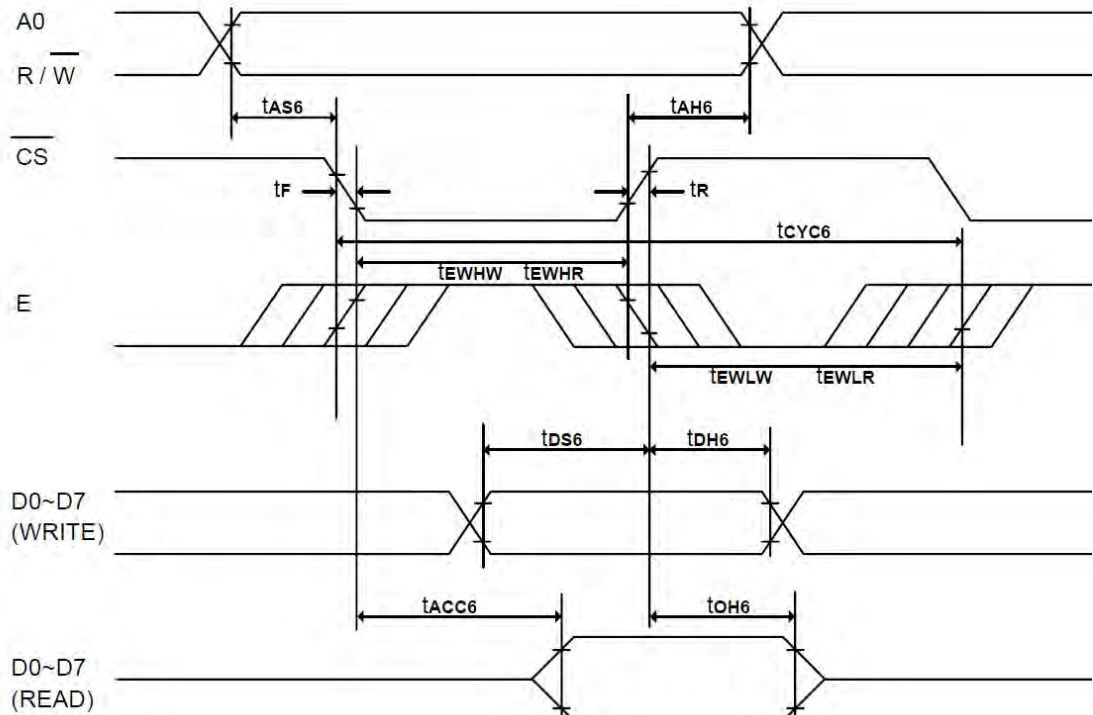 A0
R / W
tAS6
tAH6
CS
tF
tR
tCYC6
tEWHW tEWHR
E
tEWLW tEWLR
tDS6
tDH6
D0~D7
(WRITE)
tACC6
tOH6
D0~D7
(READ)